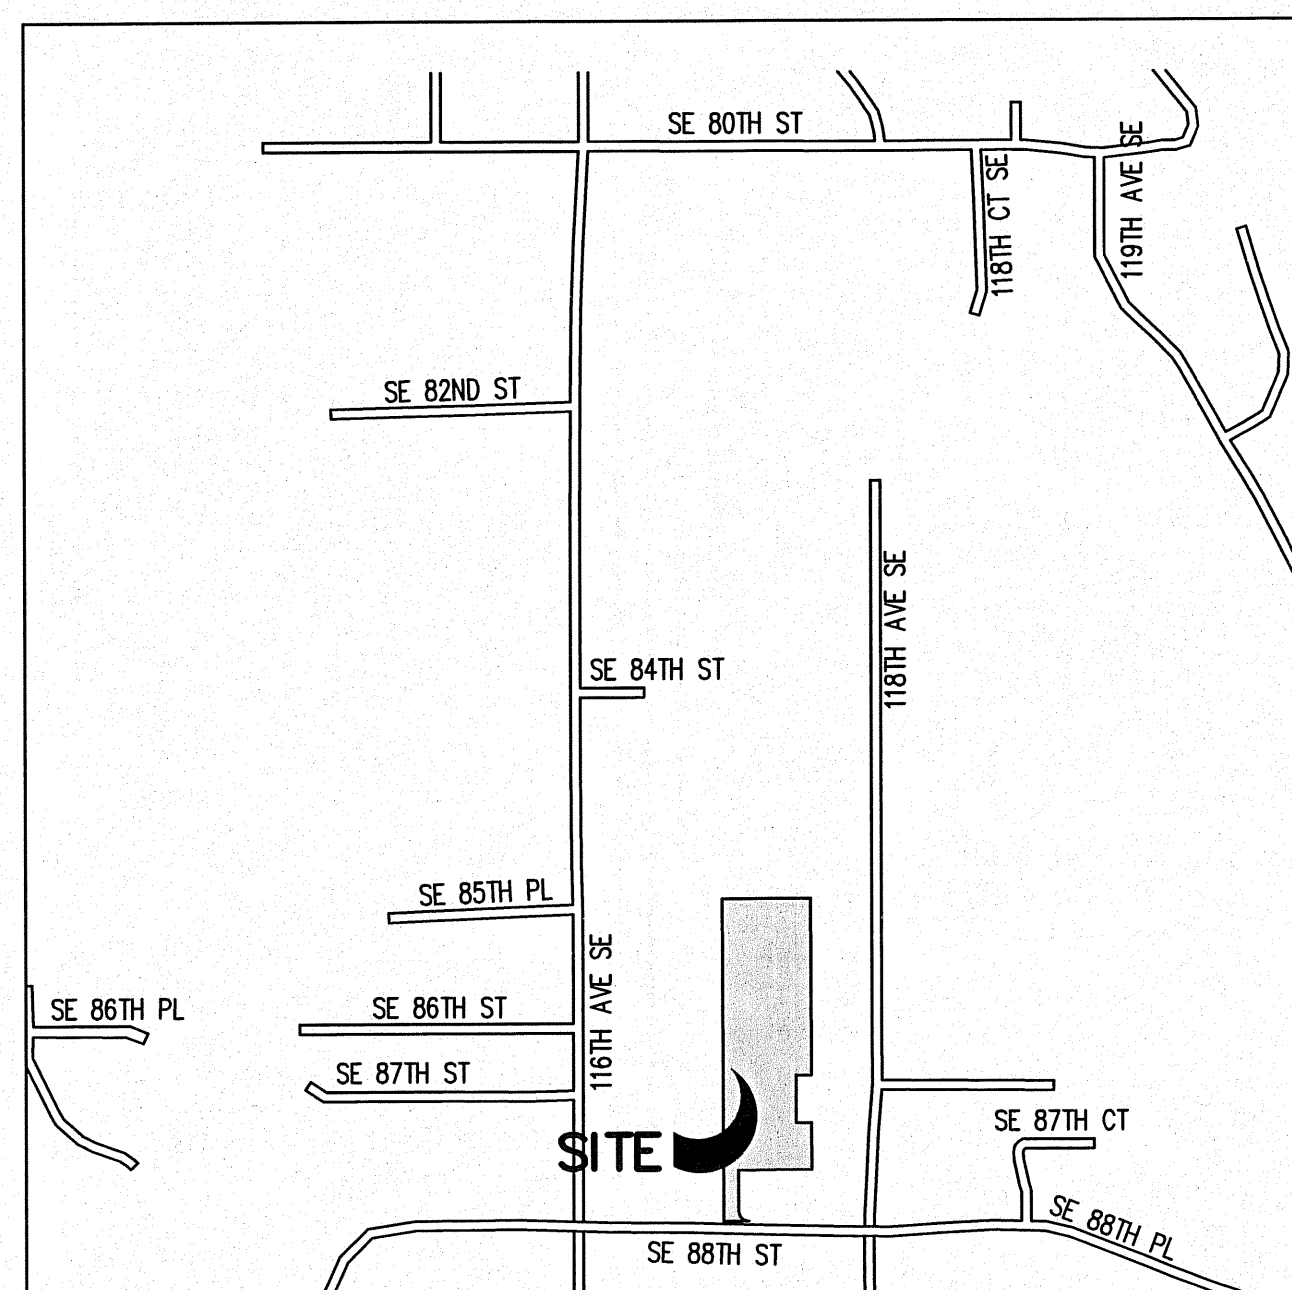 SE 80TH ST
119TH AVE SE
118TH CT SE
SE 82ND ST
118TH AVE SE
SE 84TH ST
SE 85TH PL
116TH AVE SE
SE 86TH PL
SE 86TH ST
SE 87TH ST
SE 87TH CT
SITE
SE 88TH PL
SE 88TH ST